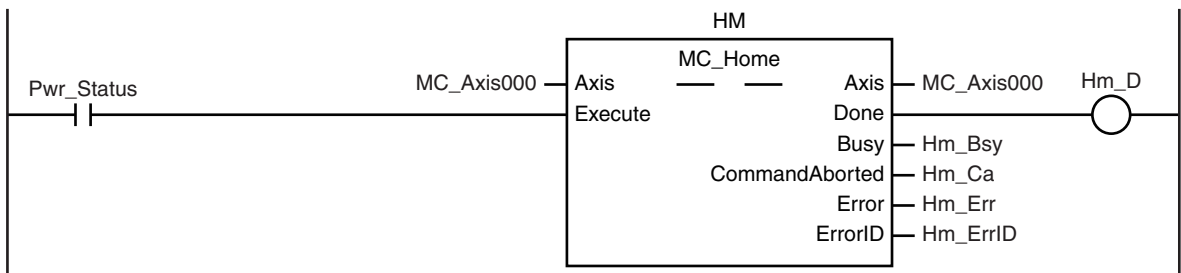 HM
MC_Home
Pwr_Status
MC_Axis000 Axis Axis MC_Axis000 Hm_D
Execute Done
Busy Hm_Bsy
CommandAborted Hm_Ca
Error Hm_Err
ErrorID Hm_ErrID